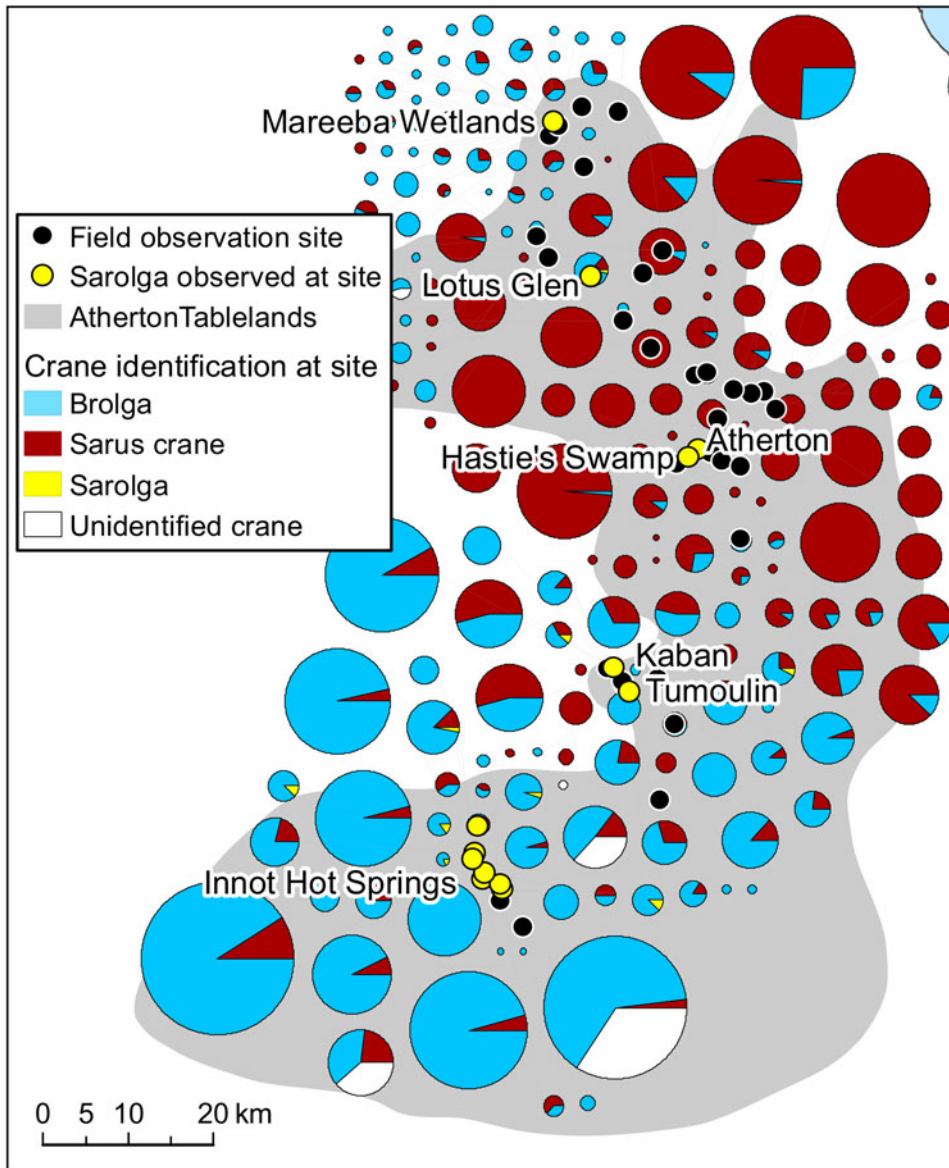 Mareeba Wetlands
Field observation site
Sarolga observed at site
AthertonTablelands
Crane identification at site
Brolga
Sarus crane
Sarolga
Unidentified crane
Lotus Glen
Atherton
Hastie's Swamp
Kaban
Tumoulin
Innot Hot Springs
0 5 10 20 km